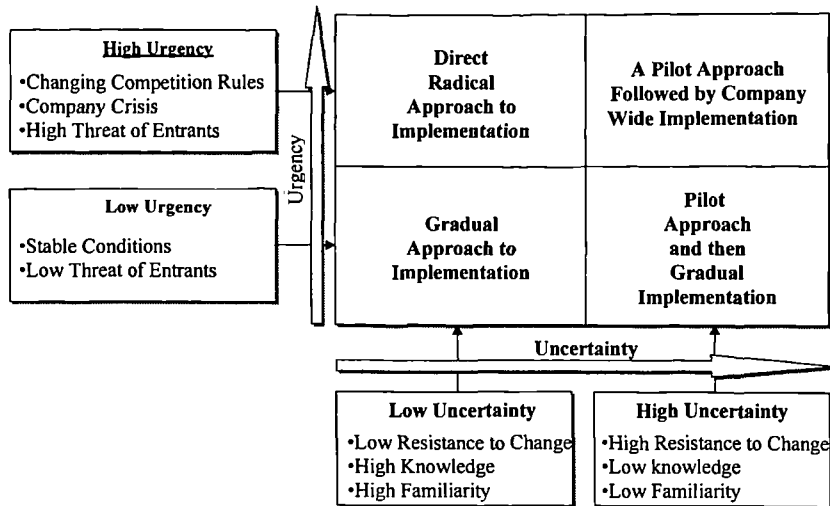 High Urgency
•Changing Competition Rules
•Company Crisis
•High Threat of Entrants
Low Urgency
•Stable Conditions
•Low Threat of Entrants
Urgency
Direct
Radical
Approach to
Implementation
A Pilot Approach
Followed by Company
Wide Implementation
Gradual
Approach to
Implementation
Pilot
Approach
and then
Gradual
Implementation
Uncertainty
Low Uncertainty
•Low Resistance to Change
•High Knowledge
•High Familiarity
High Uncertainty
•High Resistance to Change
•Low knowledge
•Low Familiarity